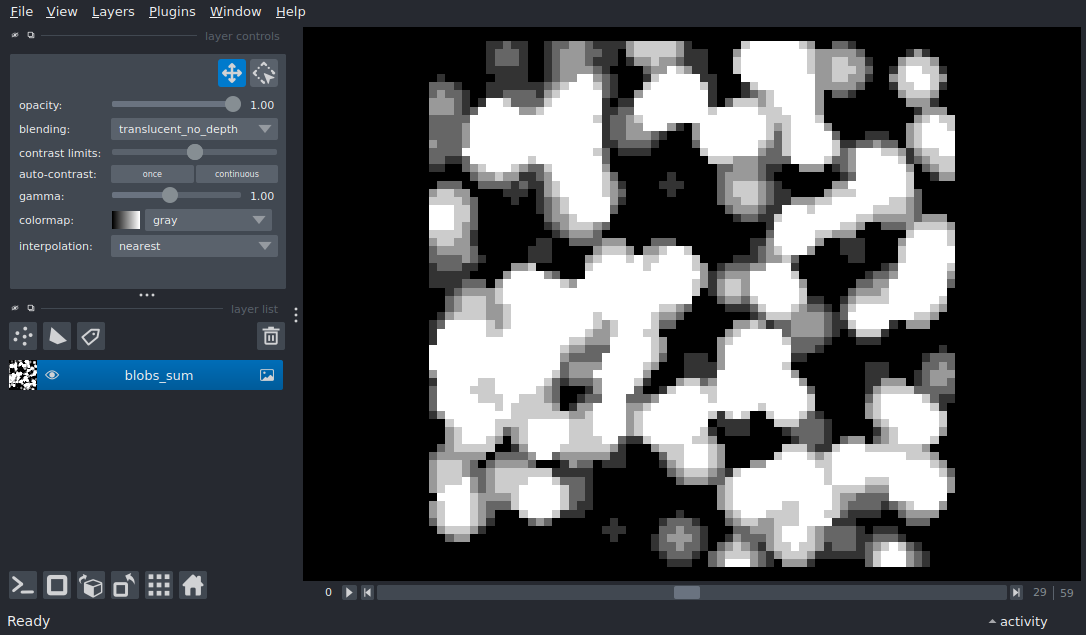 File View Layers Plugins Window Help
layer controls
opacity: 1.00
blending: translucent_no_depth
contrast limits:
auto-contrast: once continuous
gamma: 1.00
colormap: gray
interpolation: nearest
layer list
blobs_sum
0 29 59
Ready activity